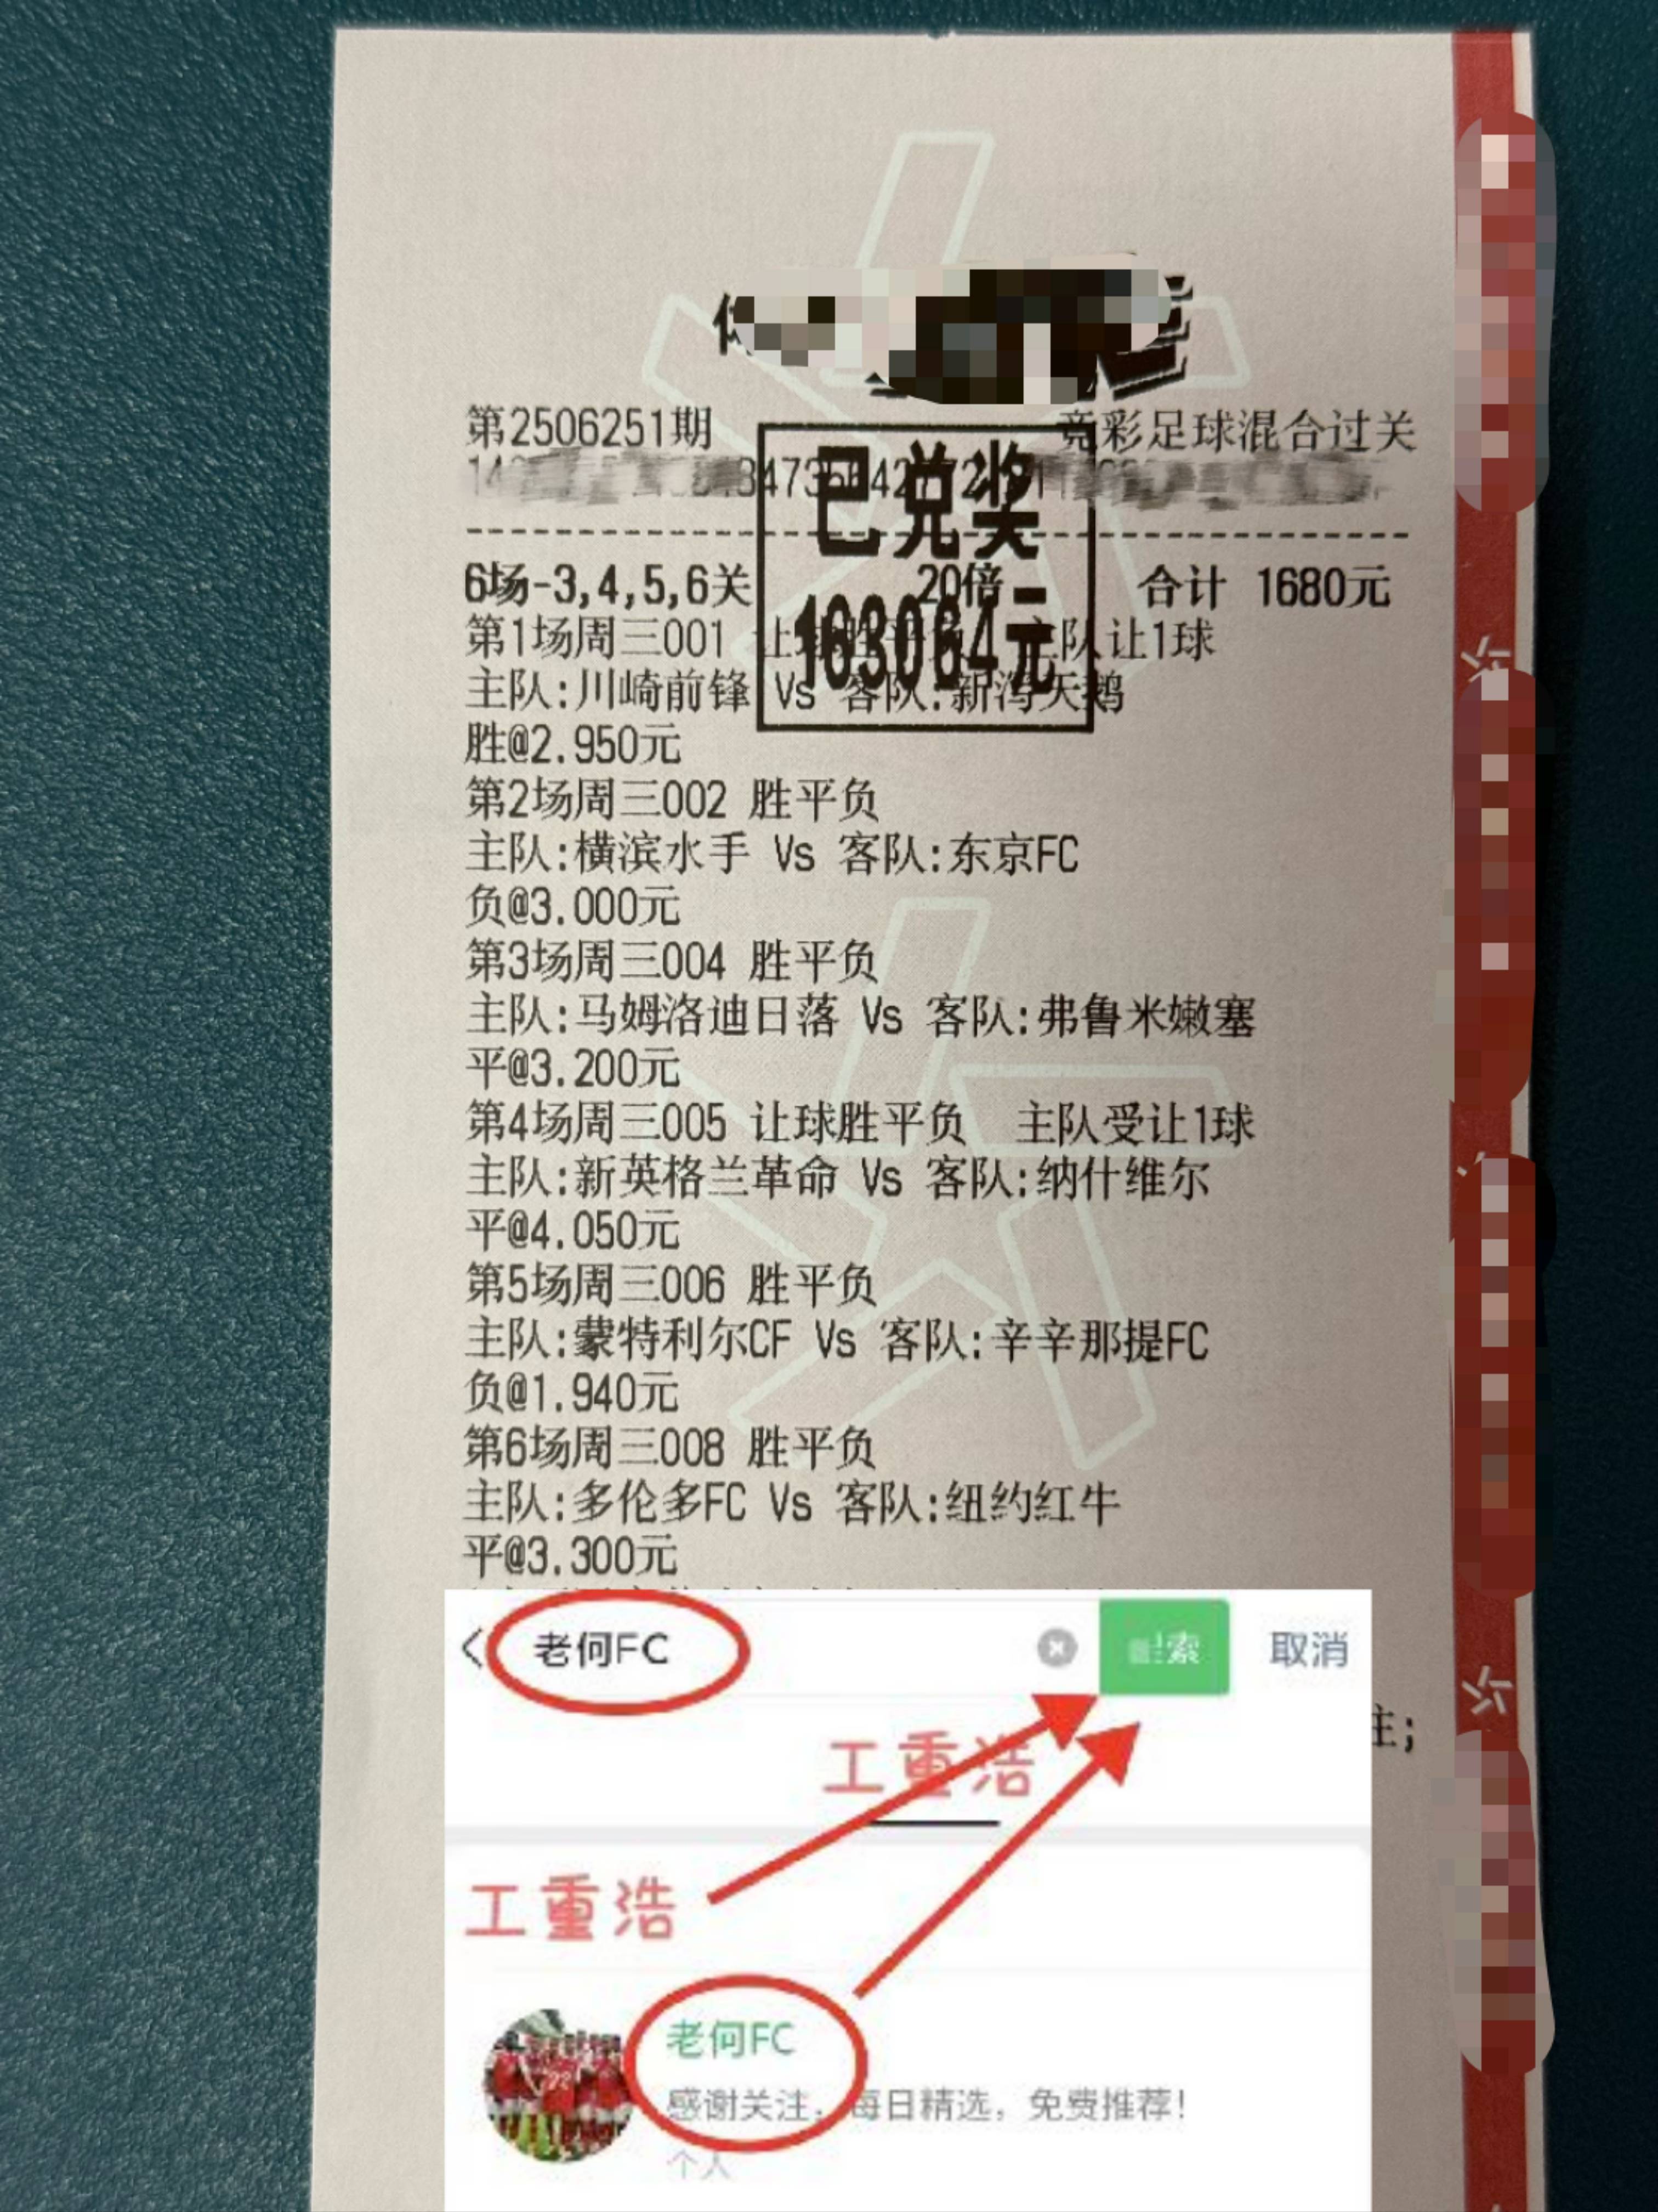 第2506251期 竞彩足球混合过关
已兑奖
6场-3,4,5,6关 20倍 合计 1680元
163064元
第1场周三001 让球胜平负 主队让1球
主队:川崎前锋 Vs 客队:新泻天鹅
胜@2.950元
第2场周三002 胜平负
主队:横滨水手 Vs 客队:东京FC
负@3.000元
第3场周三004 胜平负
主队:马姆洛迪日落 Vs 客队:弗鲁米嫩塞
平@3.200元
第4场周三005 让球胜平负 主队受让1球
主队:新英格兰革命 Vs 客队:纳什维尔
平@4.050元
第5场周三006 胜平负
主队:蒙特利尔CF Vs 客队:辛辛那提FC
负@1.940元
第6场周三008 胜平负
主队:多伦多FC Vs 客队:纽约红牛
平@3.300元
老何FC 索 取消
注;
工重浩
工重浩
老何FC
感谢关注,每日精选,免费推荐!
个人